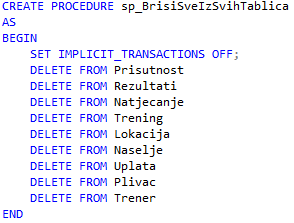 CREATE PROCEDURE sp_BrisiSveIzSvihTablica
AS
BEGIN
    SET IMPLICIT_TRANSACTIONS OFF;
    DELETE FROM Prisutnost
    DELETE FROM Rezultati
    DELETE FROM Natjecanje
    DELETE FROM Trening
    DELETE FROM Lokacija
    DELETE FROM Naselje
    DELETE FROM Uplata
    DELETE FROM Plivac
    DELETE FROM Trener
END